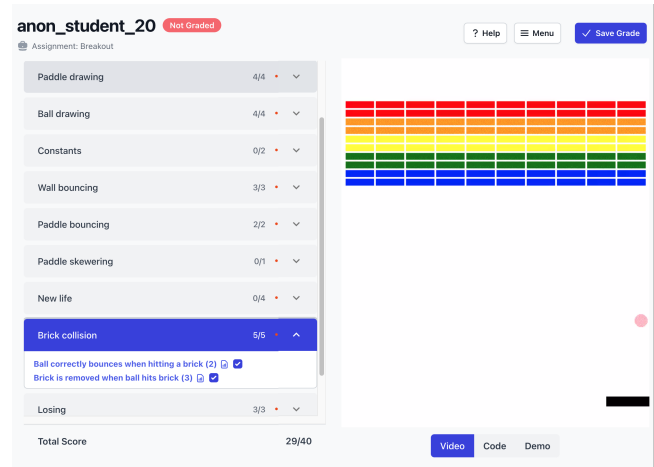 anon_student_20 Not Graded
Assignment: Breakout
? Help
Menu
Save Grade
Paddle drawing 4/4
Ball drawing 4/4
Constants 0/2
Wall bouncing 3/3
Paddle bouncing 2/2
Paddle skewering 0/1
New life 0/4
Brick collision 5/5
Ball correctly bounces when hitting a brick (2)
Brick is removed when ball hits brick (3)
Losing 3/3
Total Score 29/40
Video Code Demo